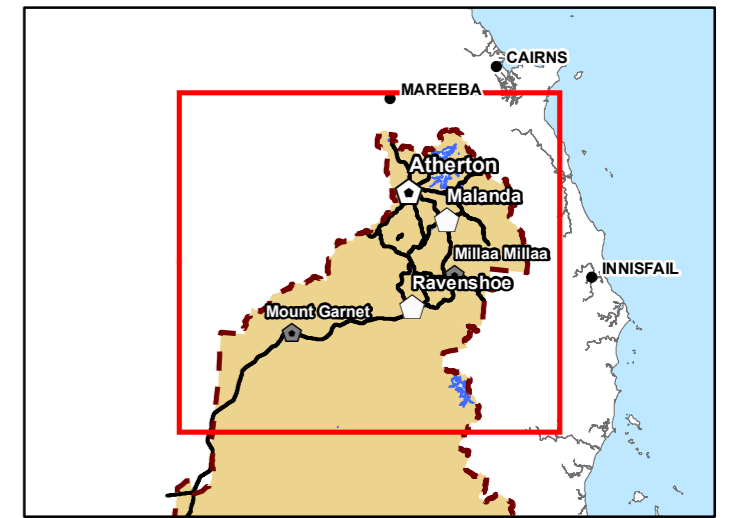 CAIRNS
MAREEBA
Atherton
Malanda
Millaa Millaa
INNISFAIL
Ravenshoe
Mount Garnet